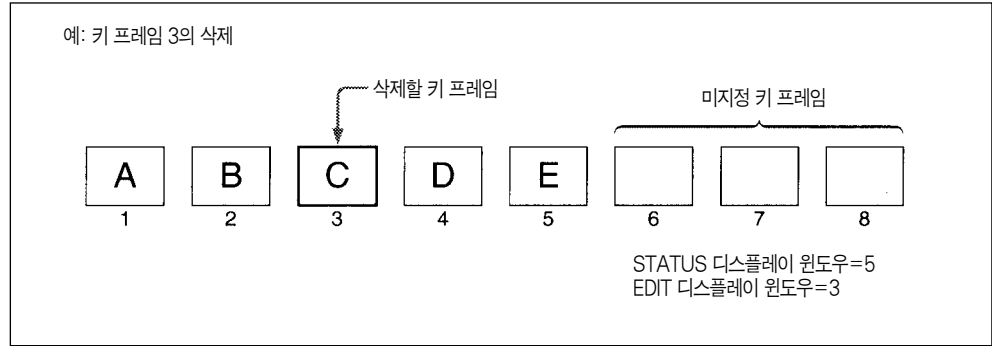 예: 키 프레임 3의 삭제
삭제할 키 프레임
미지정 키 프레임
A B C D E
1 2 3 4 5 6 7 8
STATUS 디스플레이 윈도우=5
EDIT 디스플레이 윈도우=3